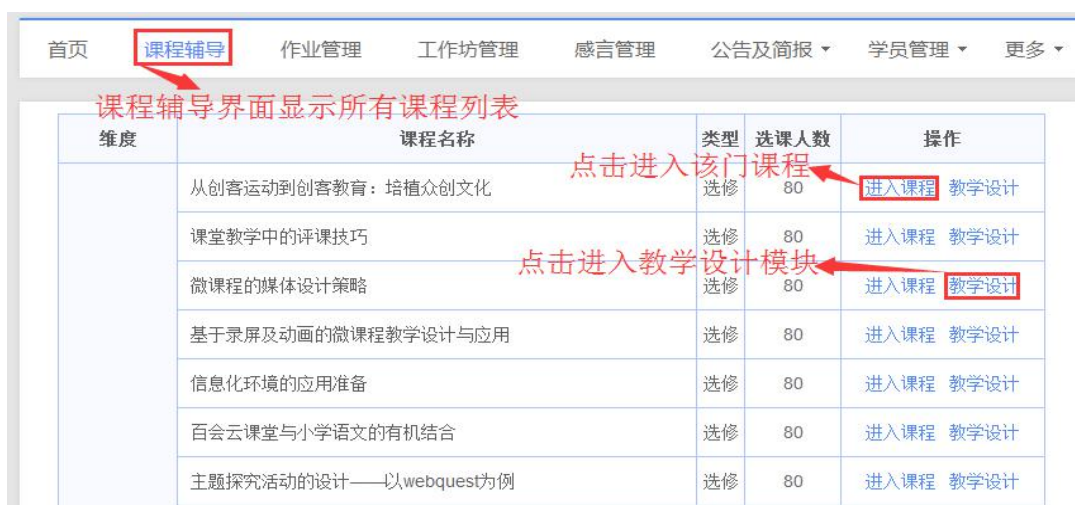 首页 课程辅导 作业管理 工作坊管理 感言管理 公告及简报 学员管理 更多
课程辅导界面显示所有课程列表
维度 课程名称 类型 选课人数 操作
点击进入该门课程
从创客运动到创客教育：培植众创文化 选修 80 进入课程 教学设计
课堂教学中的评课技巧 选修 80 进入课程 教学设计
点击进入教学设计模块
微课程的媒体设计策略 选修 80 进入课程 教学设计
基于录屏及动画的微课程教学设计与应用 选修 80 进入课程 教学设计
信息化环境的应用准备 选修 80 进入课程 教学设计
百会云课堂与小学语文的有机结合 选修 80 进入课程 教学设计
主题探究活动的设计——以webquest为例 选修 80 进入课程 教学设计